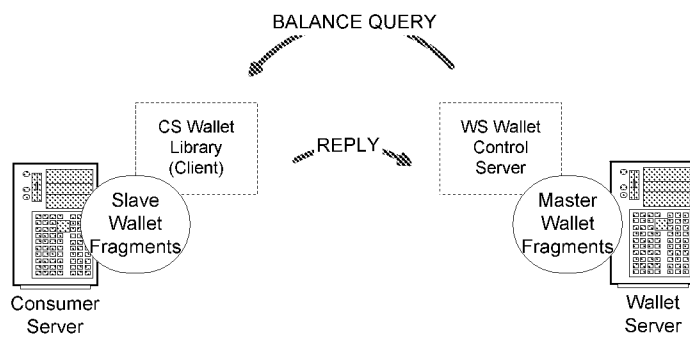 BALANCE QUERY
CS Wallet
Library
(Client)
REPLY
WS Wallet
Control
Server
Slave
Wallet
Fragments
Master
Wallet
Fragments
Consumer
Server
Wallet
Server